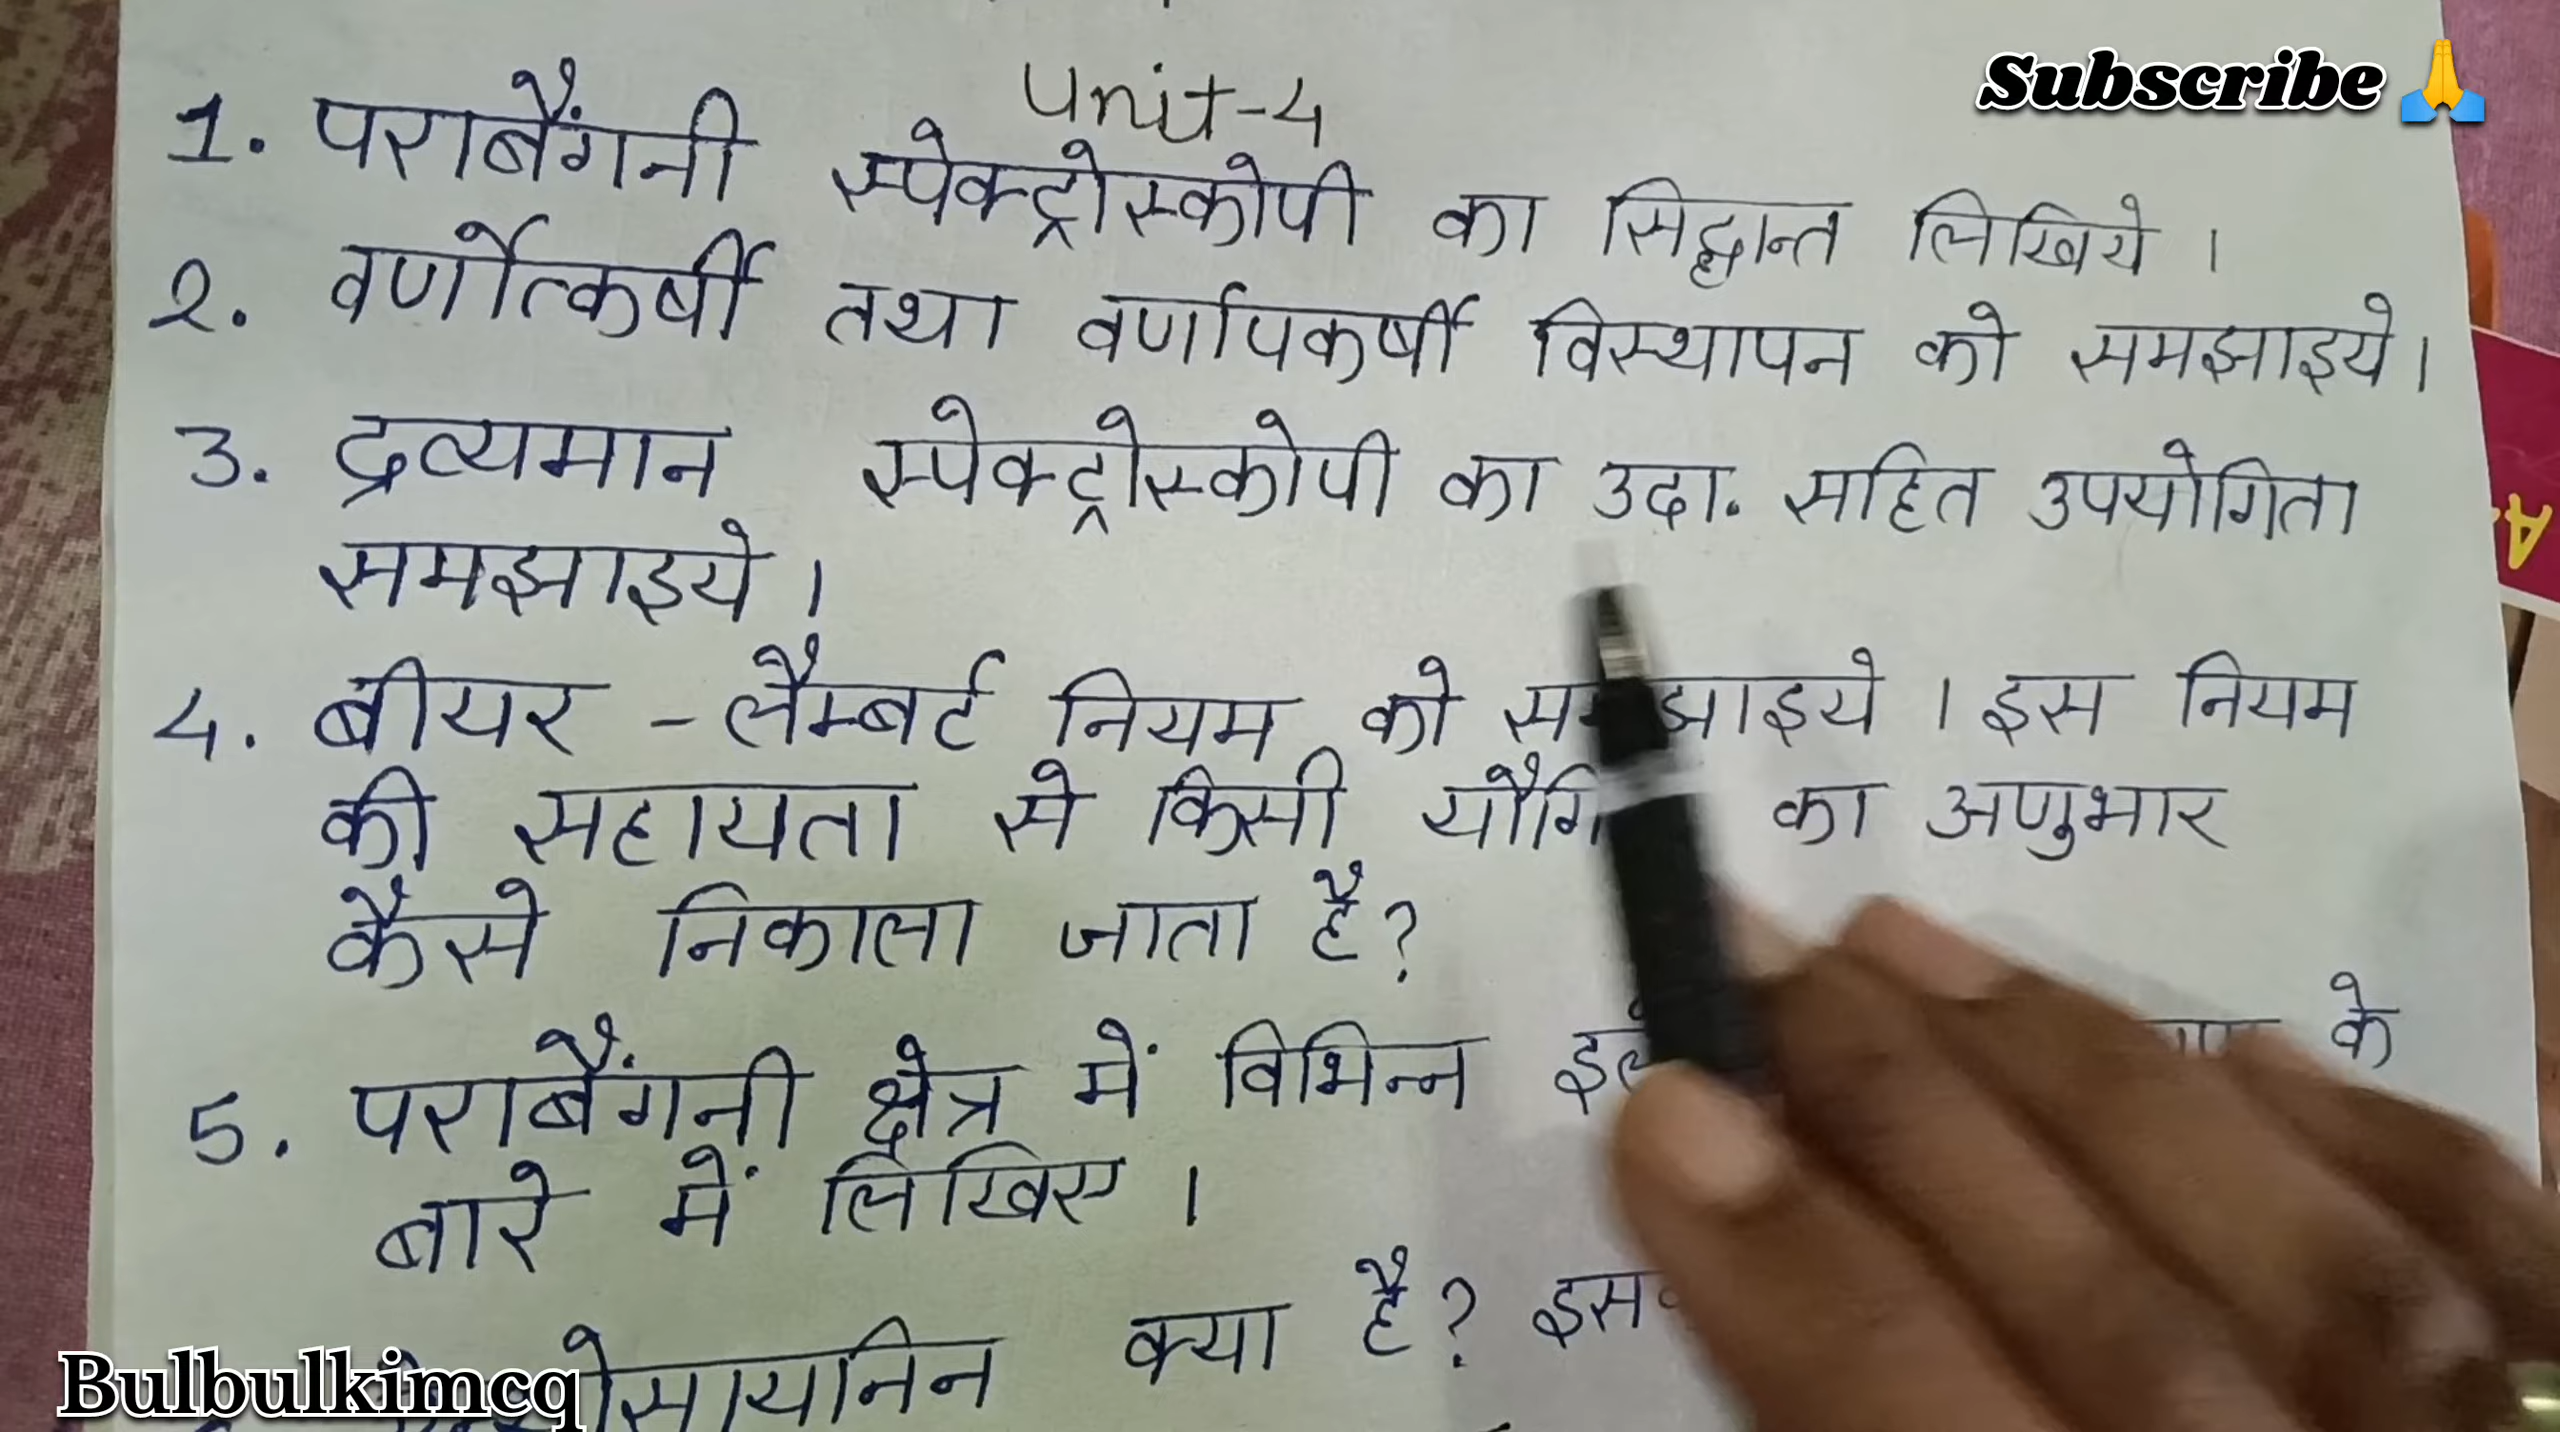 Subscribe 🙏
Unit-4
1. पराबैंगनी स्पेक्ट्रोस्कोपी का सिद्धान्त लिखिये ।
2. वर्णोत्कर्षी तथा वर्णापकर्षी विस्थापन को समझाइये ।
3. द्रव्यमान स्पेक्ट्रोस्कोपी का उदा. सहित उपयोगिता
समझाइये ।
4. बीयर - लैम्बर्ट नियम को समझाइये । इस नियम
की सहायता से किसी का अणुभार
कैसे निकाला जाता है ?
5. पराबैंगनी क्षेत्र में विभिन्न के
बारे में लिखिए ।
क्या है ?
Bulbulkimcq